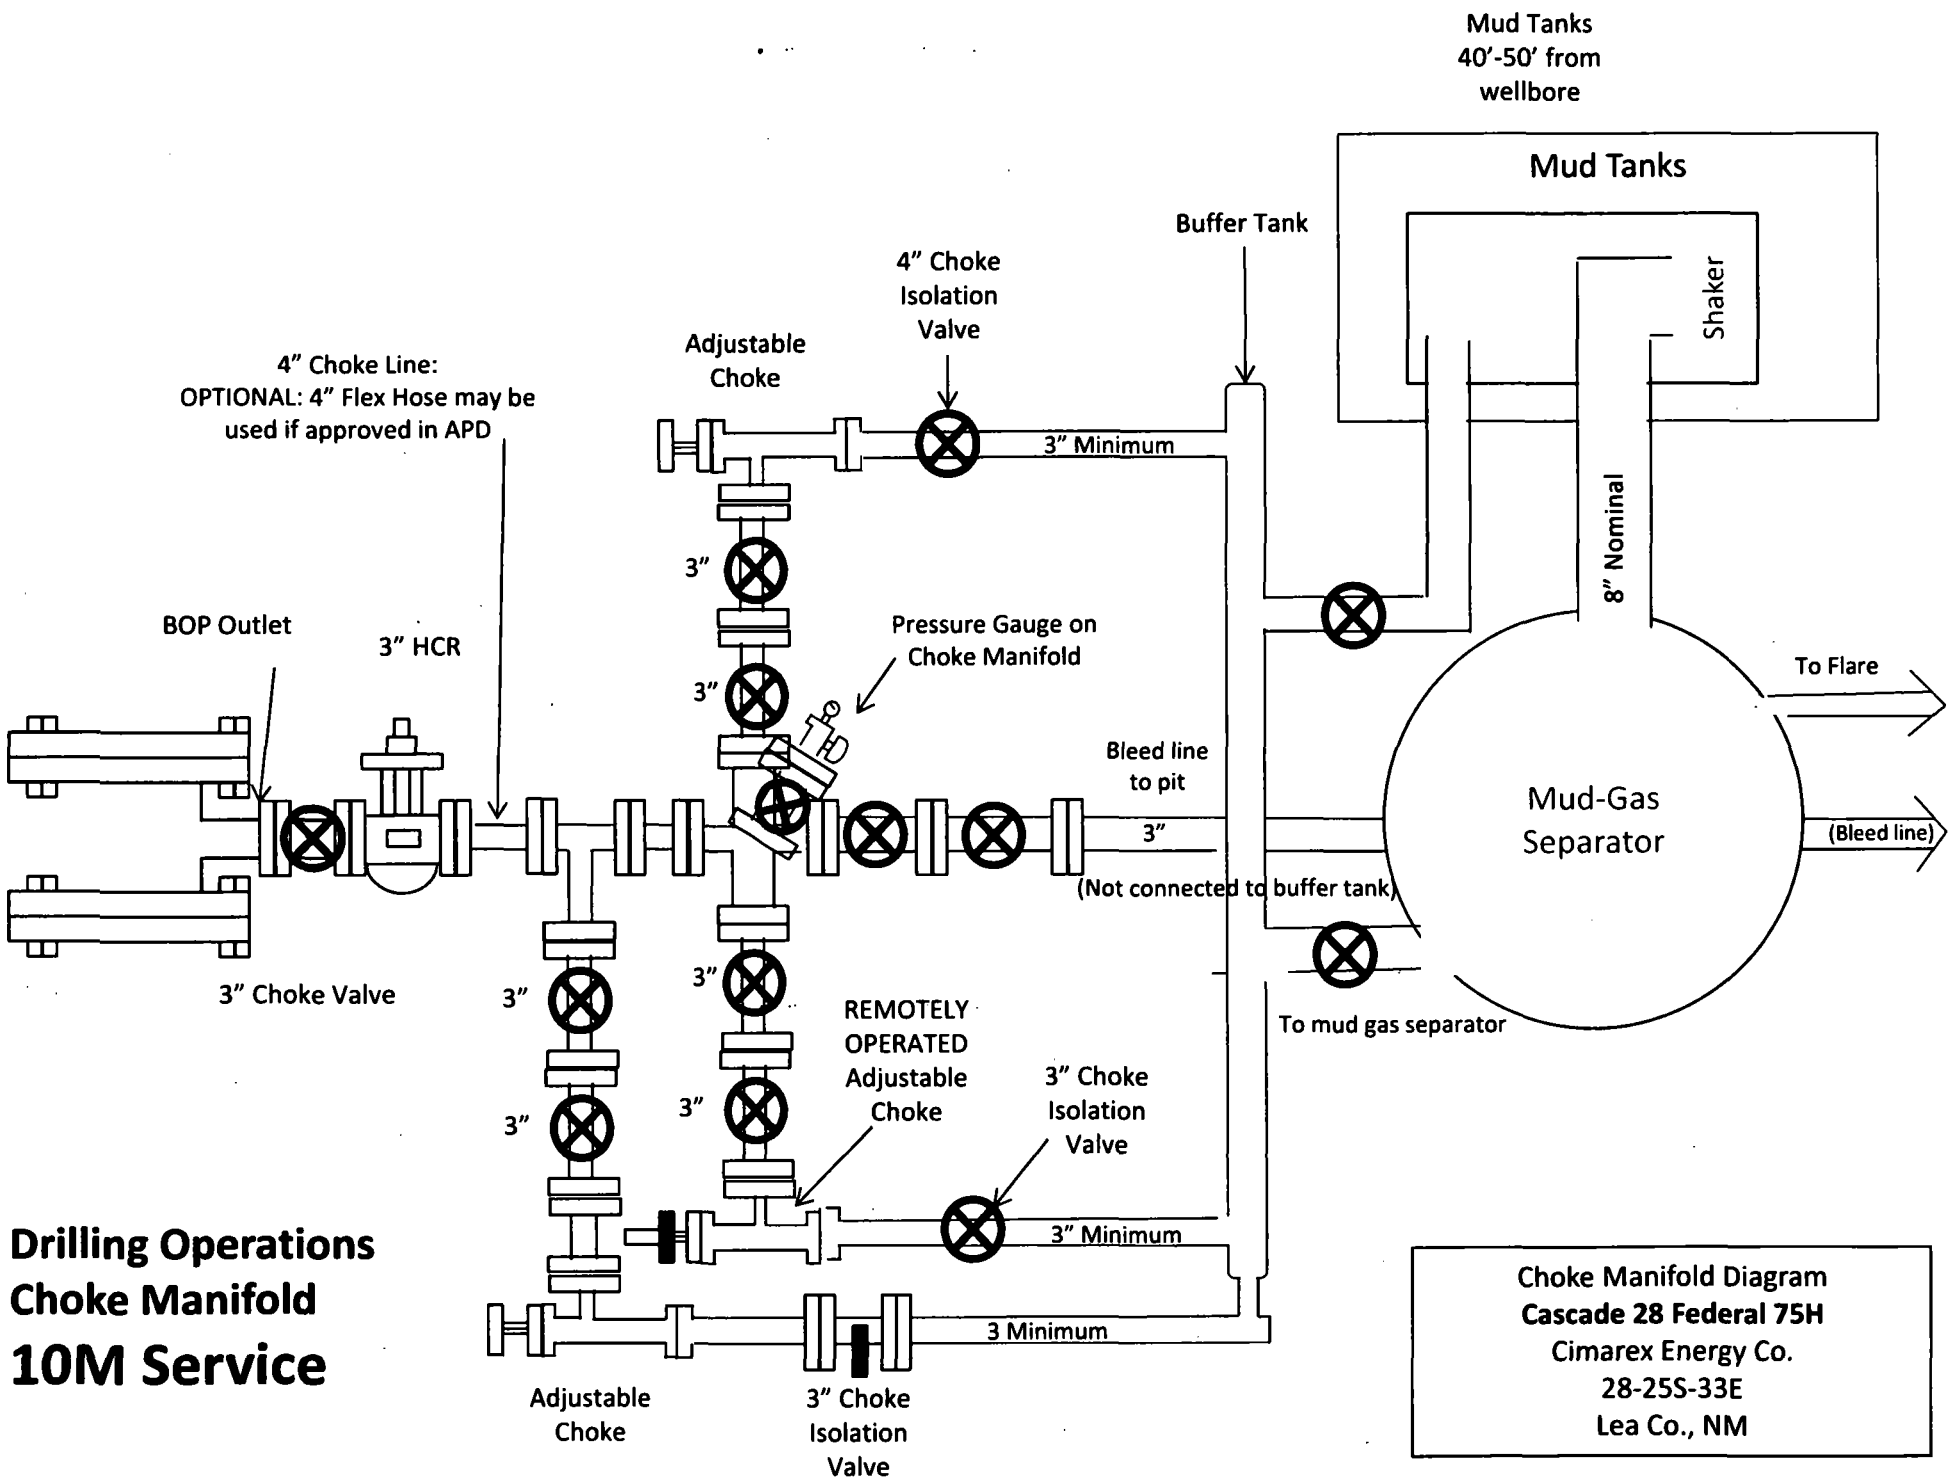 Mud Tanks
40’-50’ from
wellbore
Mud Tanks
Shaker
Buffer Tank
4” Choke
Isolation
Valve
Adjustable
Choke
4” Choke Line:
OPTIONAL: 4” Flex Hose may be
used if approved in APD
3” Minimum
8” Nominal
3”
BOP Outlet
3” HCR
Pressure Gauge on
Choke Manifold
3”
To Flare
Bleed line
to pit
3”
Mud-Gas
Separator
(Bleed line)
(Not connected to buffer tank)
3” Choke Valve
3”
3”
REMOTELY
OPERATED
Adjustable
Choke
To mud gas separator
3”
3”
3” Choke
Isolation
Valve
3” Minimum
3 Minimum
Adjustable
Choke
3” Choke
Isolation
Valve
Drilling Operations
Choke Manifold
10M Service
Choke Manifold Diagram
Cascade 28 Federal 75H
Cimarex Energy Co.
28-25S-33E
Lea Co., NM